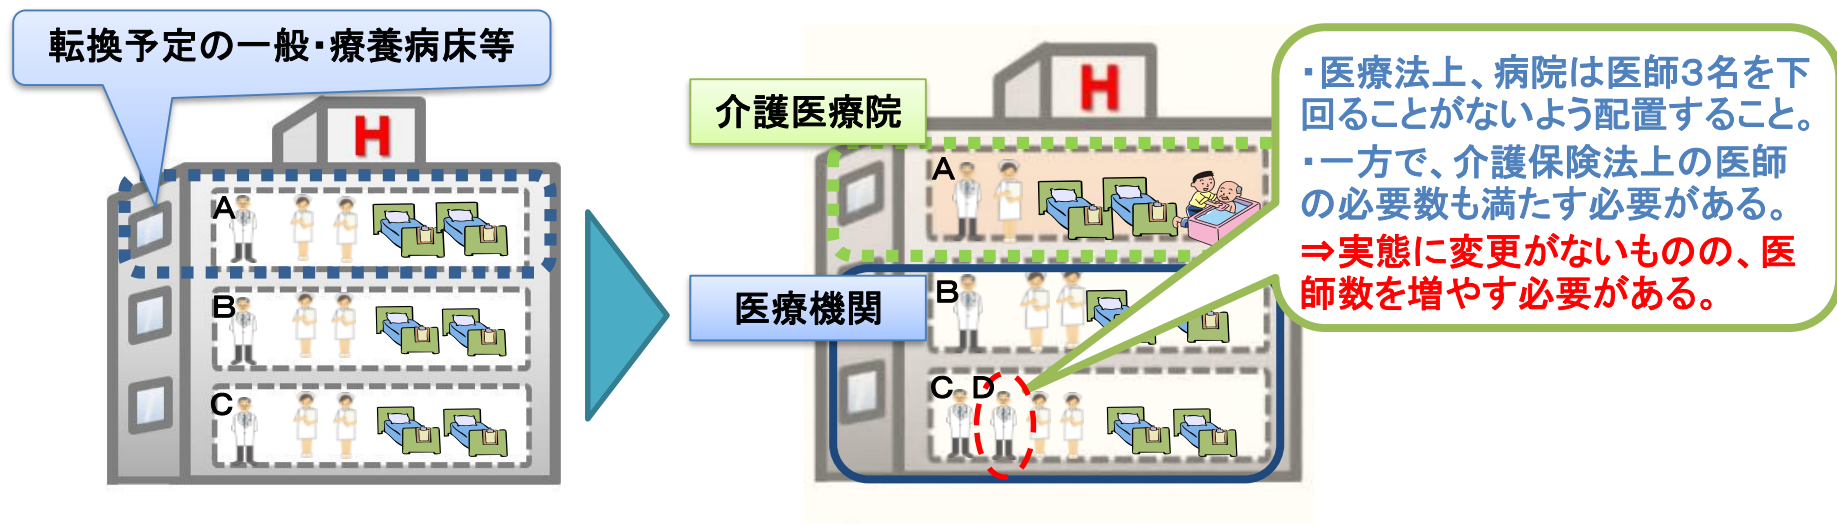 転換予定の一般・療養病床等
H
A
B
C
介護医療院
医療機関
H
A
B
C D
・医療法上、病院は医師３名を下
回ることがないよう配置すること。
・一方で、介護保険法上の医師
の必要数も満たす必要がある。
⇒実態に変更がないものの、医
師数を増やす必要がある。